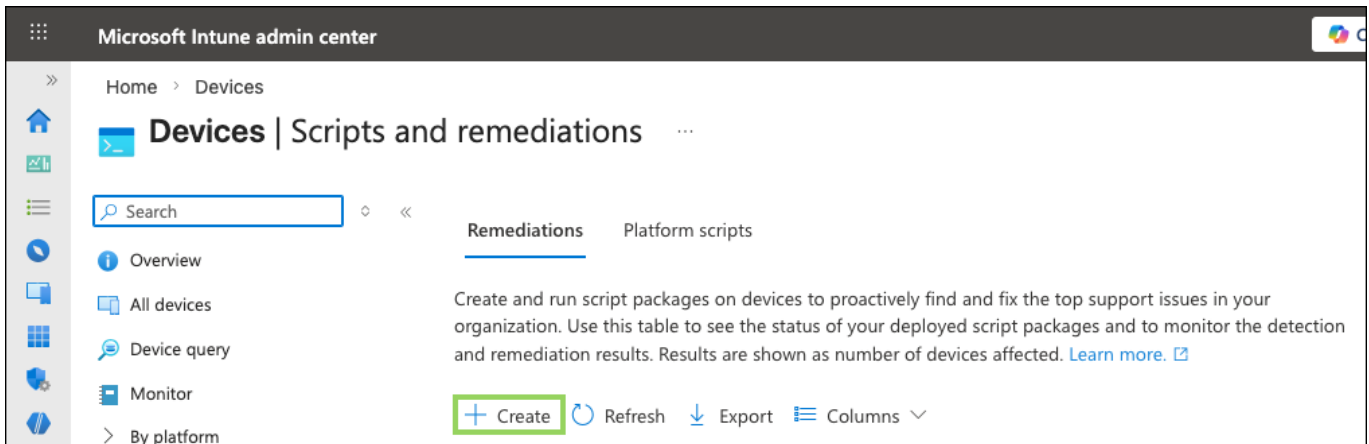 Microsoft Intune admin center
Home > Devices
Devices | Scripts and remediations ...
Search
Overview
All devices
Device query
Monitor
By platform
Remediations Platform scripts
Create and run script packages on devices to proactively find and fix the top support issues in your
organization. Use this table to see the status of your deployed script packages and to monitor the detection
and remediation results. Results are shown as number of devices affected. Learn more.
Create Refresh Export Columns